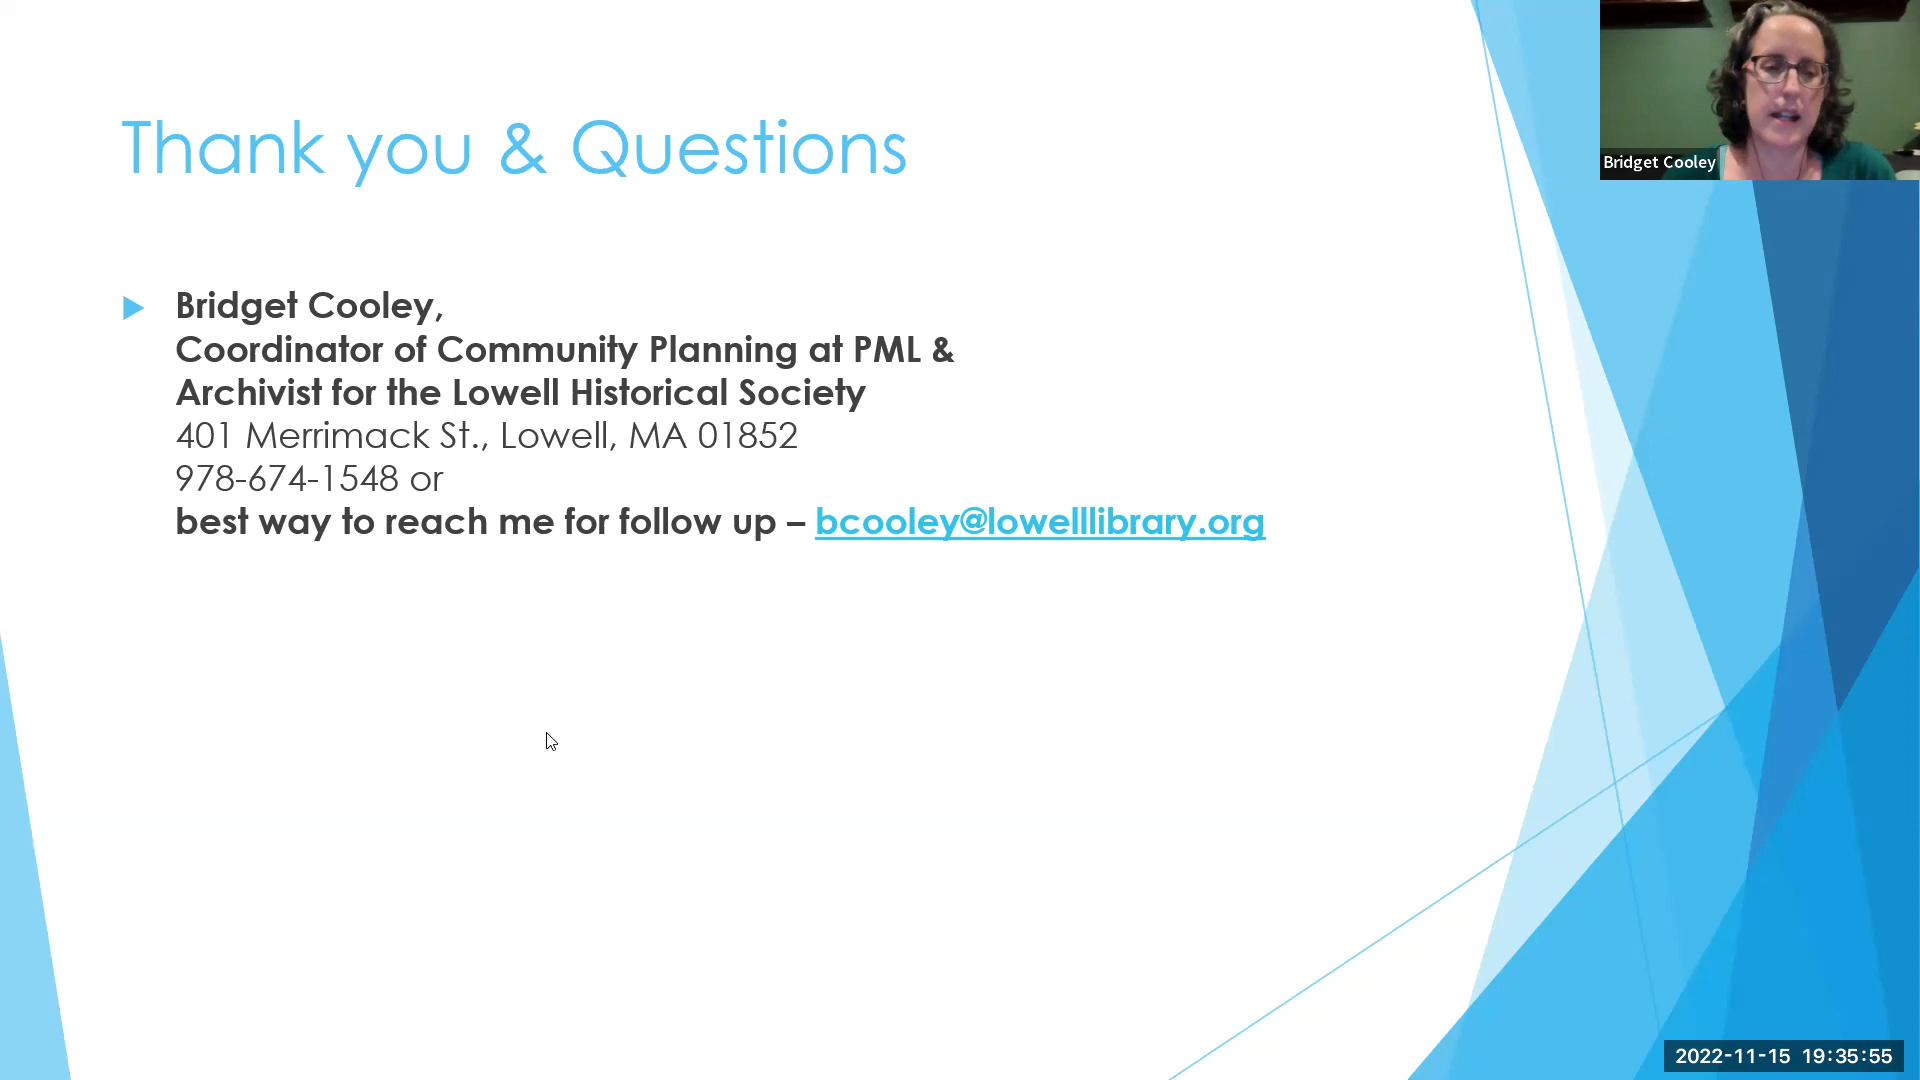 Thank you & Questions
Bridget Cooley,
Coordinator of Community Planning at PML &
Archivist for the Lowell Historical Society
401 Merrimack St., Lowell, MA 01852
978-674-1548 or
best way to reach me for follow up – bcooley@lowelllibrary.org
Bridget Cooley
2022-11-15 19:35:55